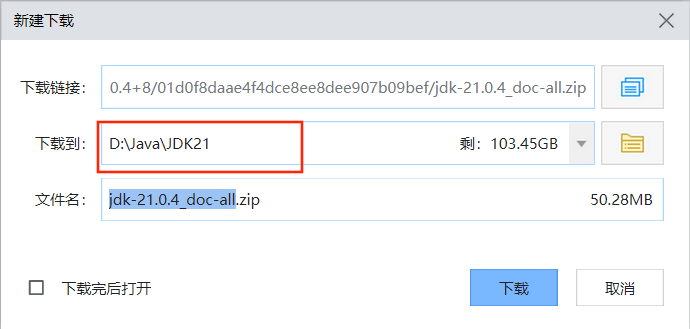 新建下载
下载链接： 0.4+8/01d0f8daae4f4dce8ee8dee907b09bef/jdk-21.0.4_doc-all.zip
下载到： D:\Java\JDK21 剩：103.45GB
文件名： jdk-21.0.4_doc-all.zip 50.28MB
下载完后打开 下载 取消